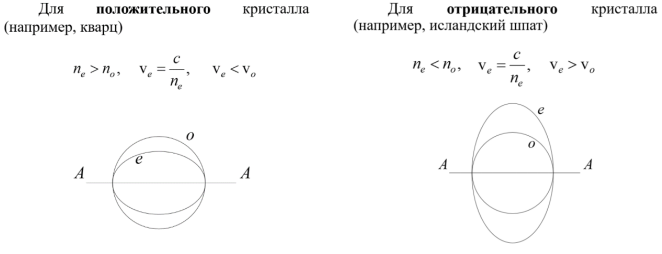 Для положительного кристалла
(например, кварц)
n_e > n_o, v_e = c/n_e, v_e < v_o
o
e
A A
Для отрицательного кристалла
(например, исландский шпат)
n_e < n_o, v_e = c/n_e, v_e > v_o
e
o
A A